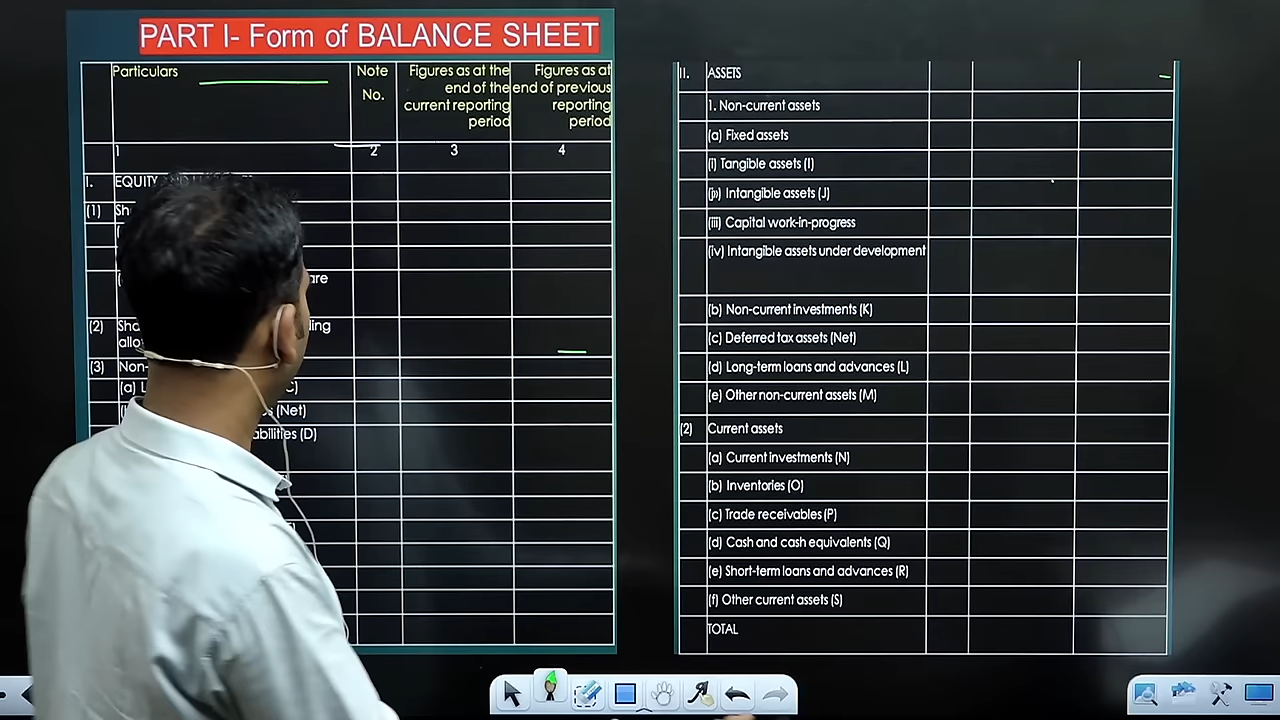 PART I- Form of BALANCE SHEET
Particulars
Note No.
Figures as at the end of the current reporting period
Figures as at end of previous reporting period
1
2
3
4
I.
(1)
are
(2)
ling
(3)
(a)
C)
(Net)
abilities (D)
II. ASSETS
1. Non-current assets
(a) Fixed assets
(i) Tangible assets (I)
Intangible assets (J)
(iii) Capital work-in-progress
(iv) Intangible assets under development
(b) Non-current investments (K)
(c) Deferred tax assets (Net)
(d) Long-term loans and advances (L)
(e) Other non-current assets (M)
(2) Current assets
(a) Current investments (N)
(b) Inventories (O)
(c) Trade receivables (P)
(d) Cash and cash equivalents (Q)
(e) Short-term loans and advances (R)
(f) Other current assets (S)
TOTAL